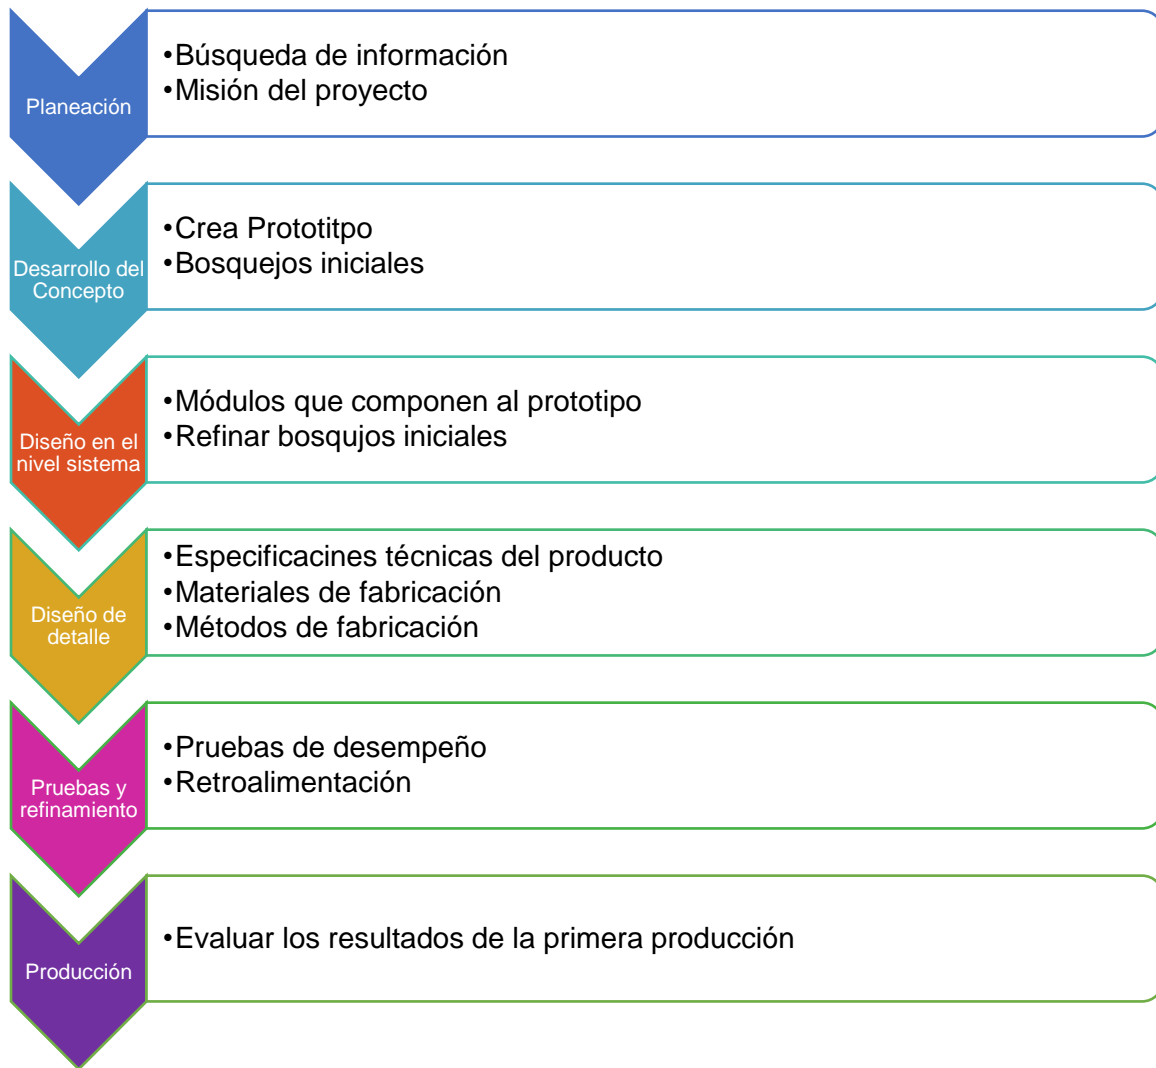 Planeación
•Búsqueda de información
•Misión del proyecto
Desarrollo del
Concepto
•Crea Prototitpo
•Bosquejos iniciales
Diseño en el
nivel sistema
•Módulos que componen al prototipo
•Refinar bosqujos iniciales
Diseño de
detalle
•Especificacines técnicas del producto
•Materiales de fabricación
•Métodos de fabricación
Pruebas y
refinamiento
•Pruebas de desempeño
•Retroalimentación
Producción
•Evaluar los resultados de la primera producción